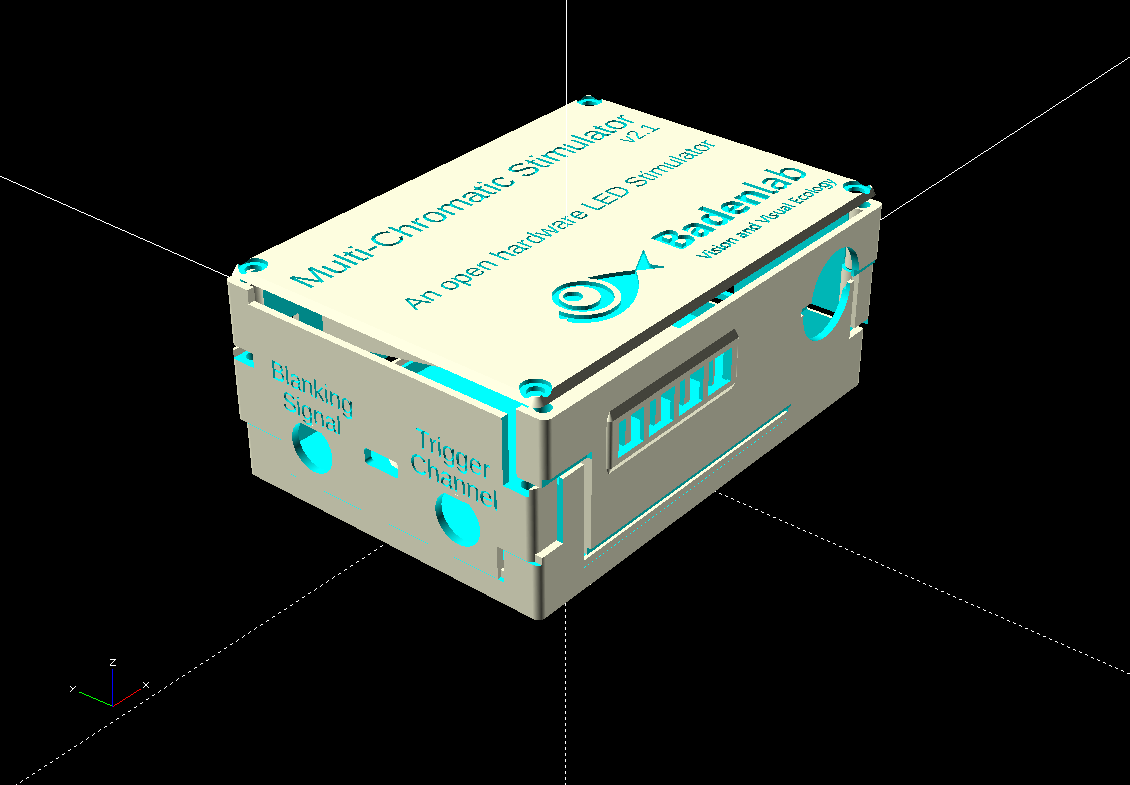 Multi-Chromatic Stimulator
v2.1
An open hardware LED Stimulator
Badenlab
Vision and Visual Ecology
Blanking
Signal
Trigger
Channel
z
Y
x